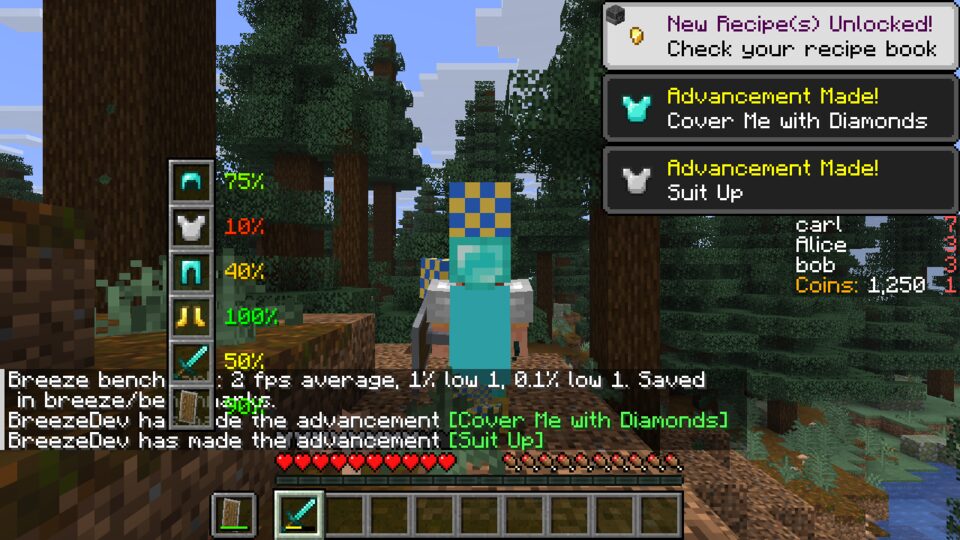 New Recipe(s) Unlocked!
Check your recipe book
Advancement Made!
Cover Me with Diamonds
Advancement Made!
Suit Up
carl 7
Alice 3
bob 3
Coins: 1,250 1
75%
10%
40%
100%
50%
90%
Breeze bench : 2 fps average, 1% low 1, 0.1% low 1. Saved
in breeze/be marks.
BreezeDev ha de the advancement [Cover Me with Diamonds]
BreezeDev has made the advancement [Suit Up]